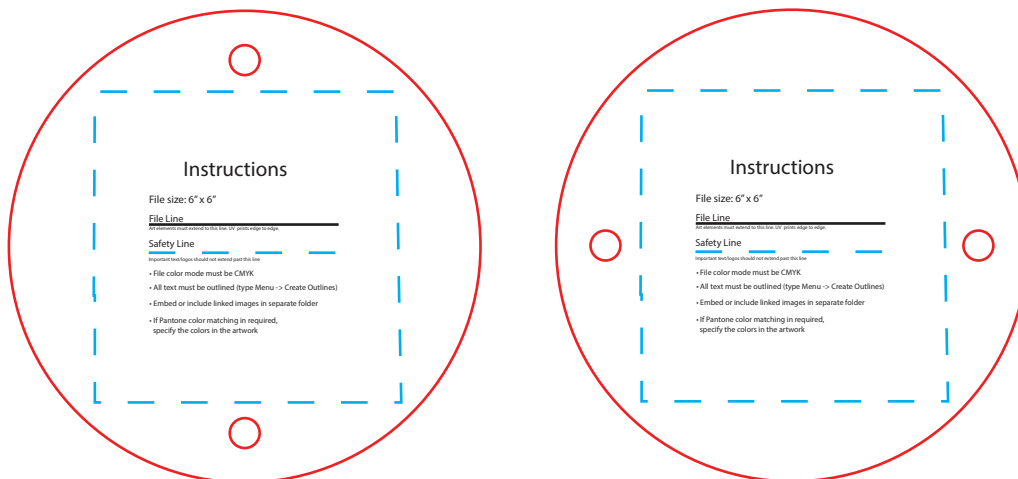 Instructions
File size: 6” x 6”
File Line
Art elements must extend to this line. UV prints edge to edge.
Safety Line
Important text/logos should not extend past this line
• File color mode must be CMYK
• All text must be outlined (type Menu -> Create Outlines)
• Embed or include linked images in separate folder
• If Pantone color matching in required,
specify the colors in the artwork
Instructions
File size: 6” x 6”
File Line
Art elements must extend to this line. UV prints edge to edge.
Safety Line
Important text/logos should not extend past this line
• File color mode must be CMYK
• All text must be outlined (type Menu -> Create Outlines)
• Embed or include linked images in separate folder
• If Pantone color matching in required,
specify the colors in the artwork